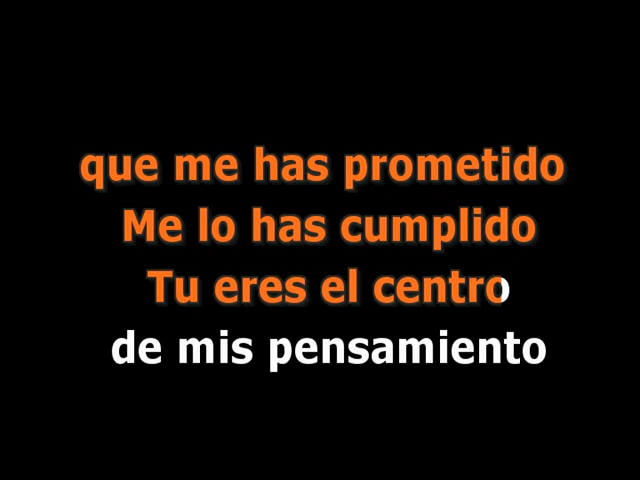 que me has prometido
Me lo has cumplido
Tu eres el centro
de mis pensamiento